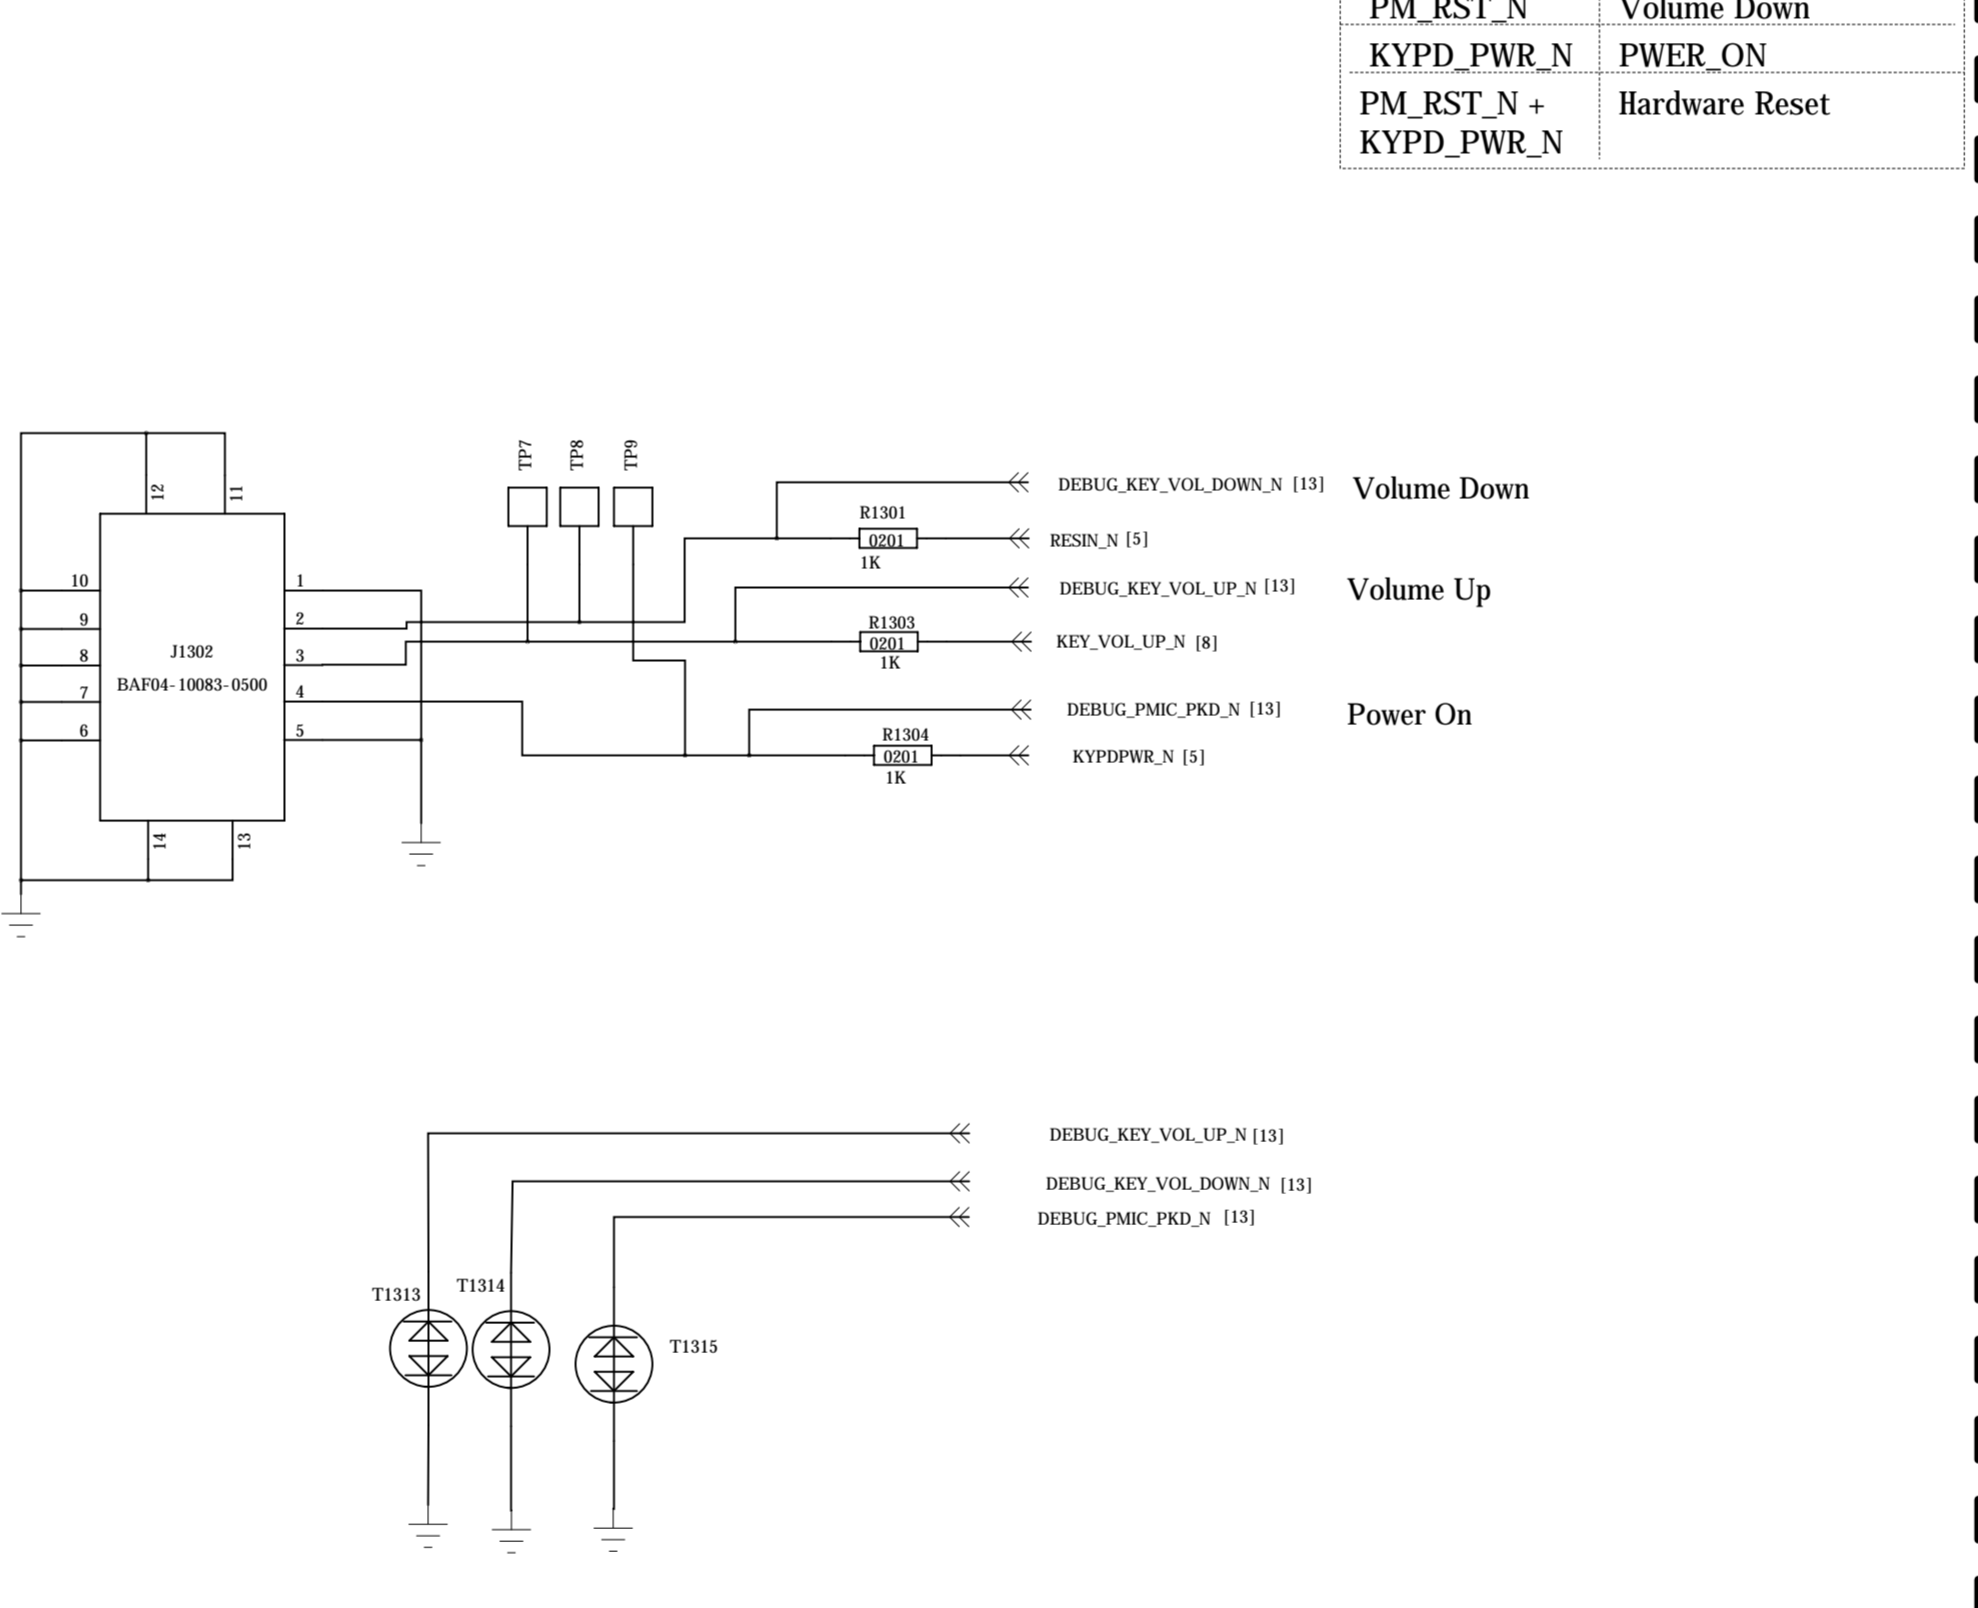 PM_RST_N Volume Down
KYPD_PWR_N PWER_ON
PM_RST_N + Hardware Reset
KYPD_PWR_N
TP7 TP8 TP9
12 11
DEBUG_KEY_VOL_DOWN_N [13] Volume Down
R1301
0201 RESIN_N [5]
1K
10 1
DEBUG_KEY_VOL_UP_N [13] Volume Up
9 2
R1303
0201 KEY_VOL_UP_N [8]
1K
8 3
J1302
BAF04-10083-0500
7 4
DEBUG_PMIC_PKD_N [13] Power On
6 5
R1304
0201 KYPDPWR_N [5]
1K
14 13
DEBUG_KEY_VOL_UP_N [13]
DEBUG_KEY_VOL_DOWN_N [13]
DEBUG_PMIC_PKD_N [13]
T1313 T1314
T1315